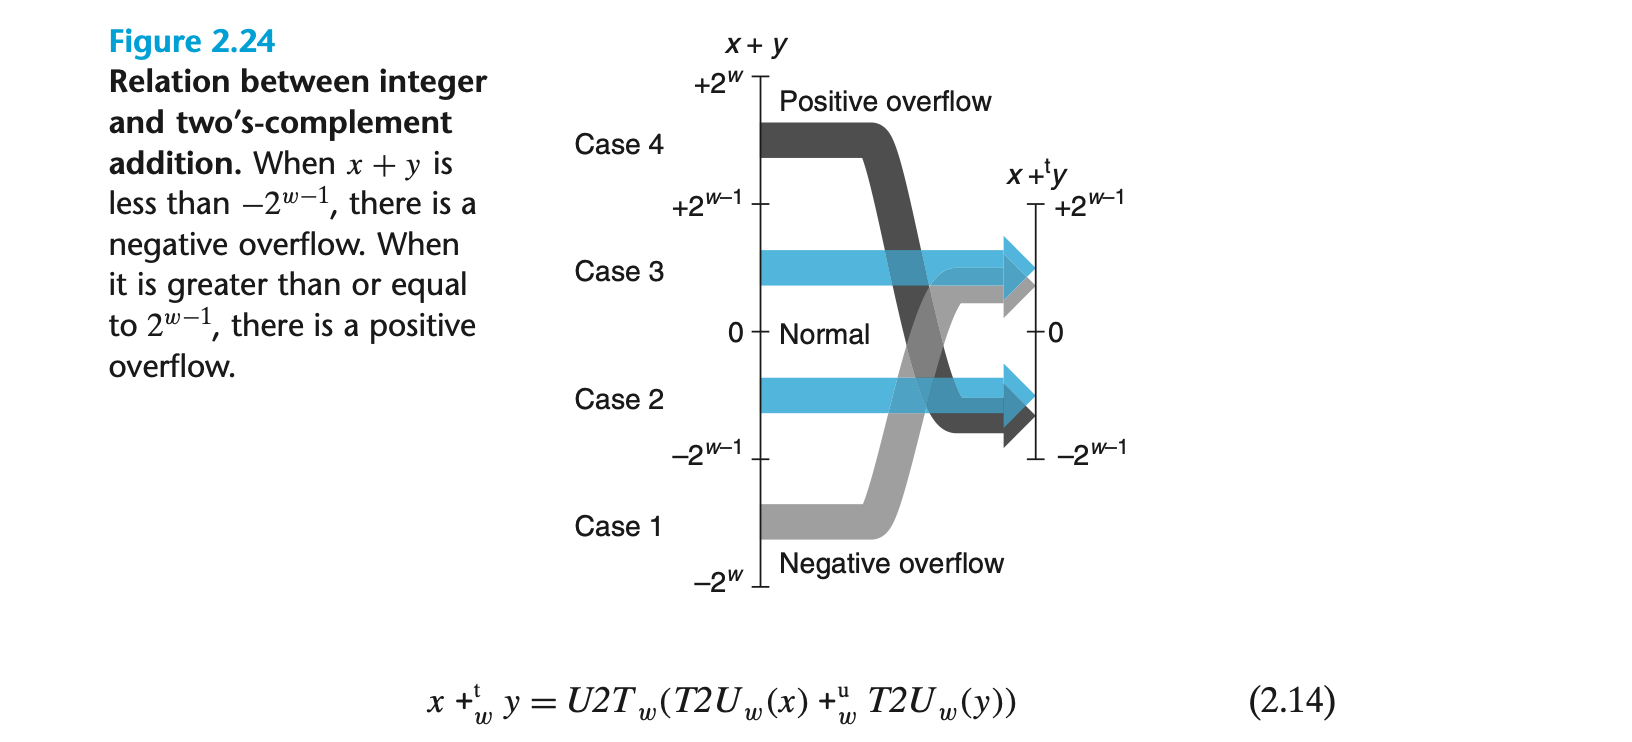 Figure 2.24
Relation between integer
and two’s-complement
addition. When x + y is
less than −2^{w−1}, there is a
negative overflow. When
it is greater than or equal
to 2^{w−1}, there is a positive
overflow.
x + y
+2^w
Positive overflow
Case 4
x +^t y
+2^{w–1}
+2^{w–1}
Case 3
0
Normal
0
Case 2
–2^{w–1}
–2^{w–1}
Case 1
Negative overflow
–2^w
x +^t_w y = U2T_w(T2U_w(x) +^u_w T2U_w(y)) (2.14)